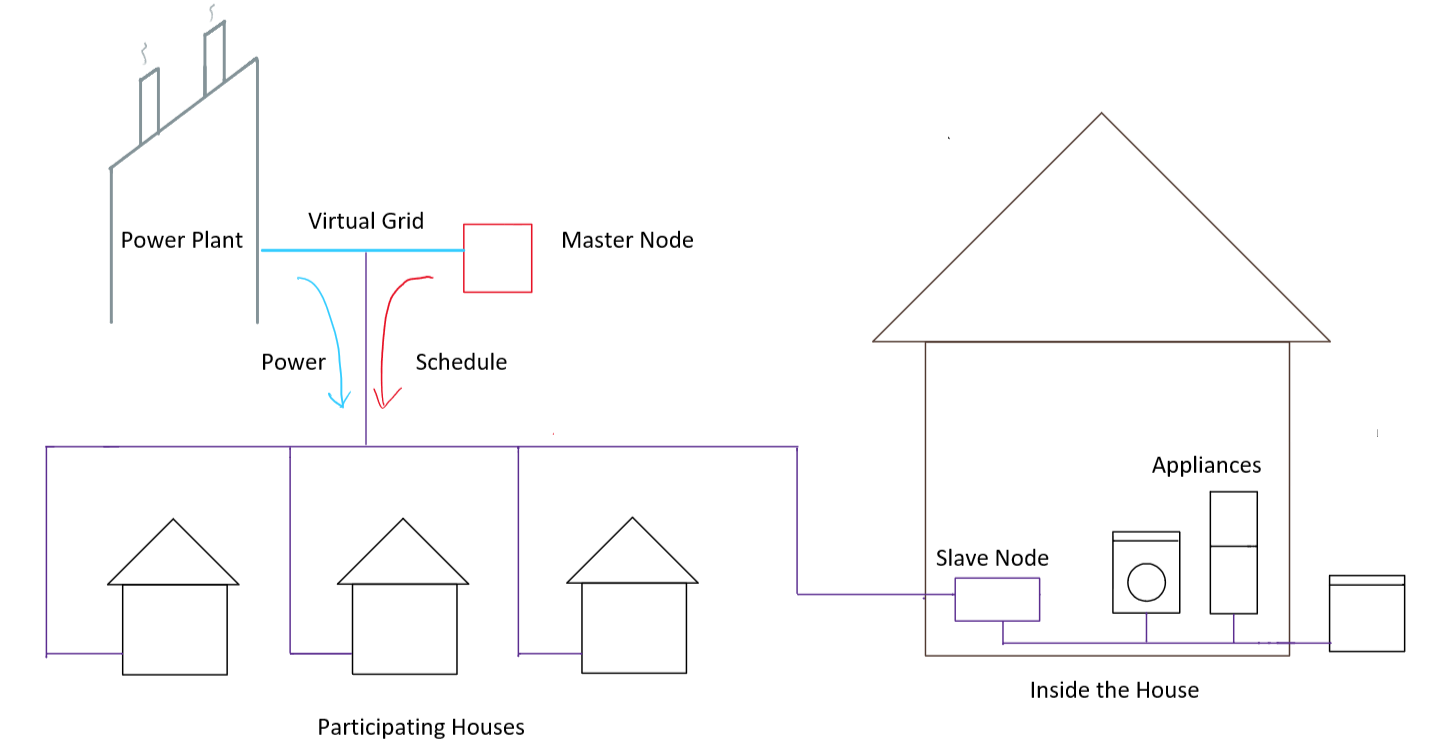 Virtual Grid
Power Plant
Master Node
Power
Schedule
Appliances
Slave Node
Inside the House
Participating Houses